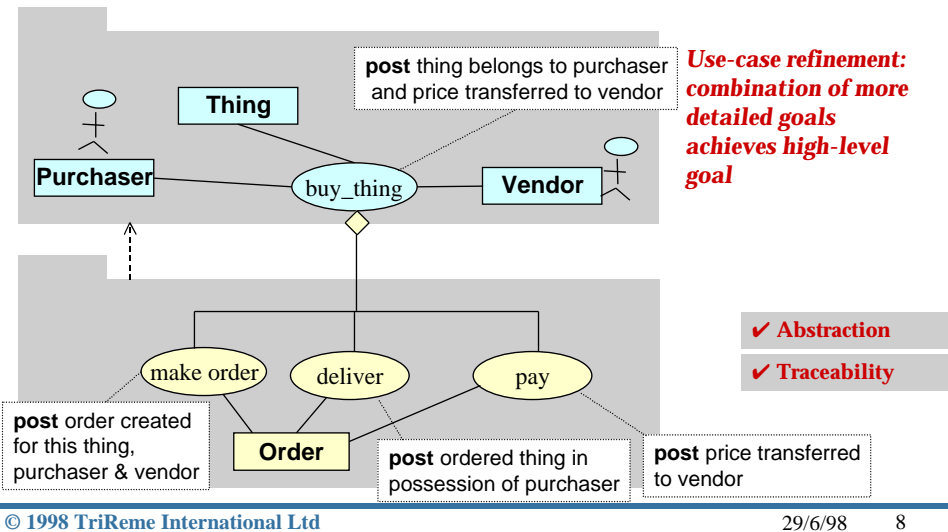 post thing belongs to purchaser
and price transferred to vendor
Use-case refinement:
combination of more
detailed goals
achieves high-level
goal
Thing
Purchaser
buy_thing
Vendor
✔ Abstraction
✔ Traceability
make order
deliver
pay
post order created
for this thing,
purchaser & vendor
Order
post ordered thing in
possession of purchaser
post price transferred
to vendor
© 1998 TriReme International Ltd
29/6/98
8